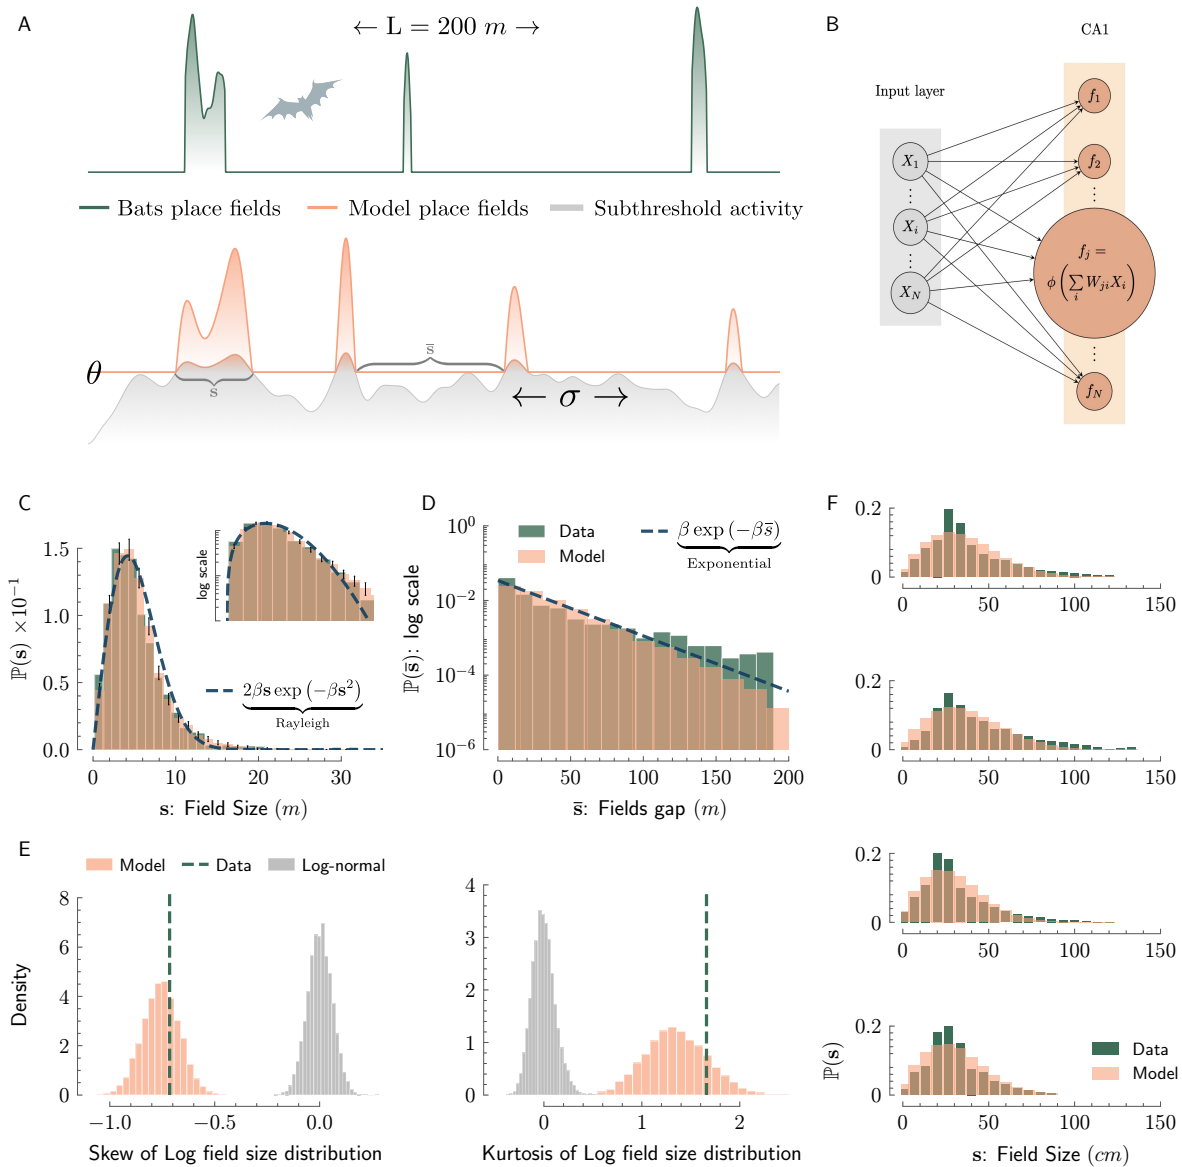 A
← L = 200 m →
Bats place fields
Model place fields
Subthreshold activity
θ
s
s̄
← σ →
B
CA1
Input layer
X₁
⋮
Xᵢ
⋮
X_N
f₁
f₂
⋮
fⱼ =
ϕ (∑ᵢ WⱼᵢXᵢ)
⋮
f_N
C
ℙ(s) ×10⁻¹
1.5
1.0
0.5
0.0
0 10 20 30
s: Field Size (m)
log scale
2βs exp (−βs²)
Rayleigh
D
ℙ(s̄): log scale
10⁰
10⁻²
10⁻⁴
10⁻⁶
0 50 100 150 200
s̄: Fields gap (m)
Data
Model
β exp (−βs̄)
Exponential
E
Model
Data
Log-normal
Density
8
6
4
2
0
−1.0 −0.5 0.0
Skew of Log field size distribution
4
3
2
1
0
0 1 2
Kurtosis of Log field size distribution
F
0.2
0
0 50 100 150
0.2
0
0 50 100 150
0.2
0
0 50 100 150
0.2
0
0 50 100 150
ℙ(s)
Data
Model
s: Field Size (cm)